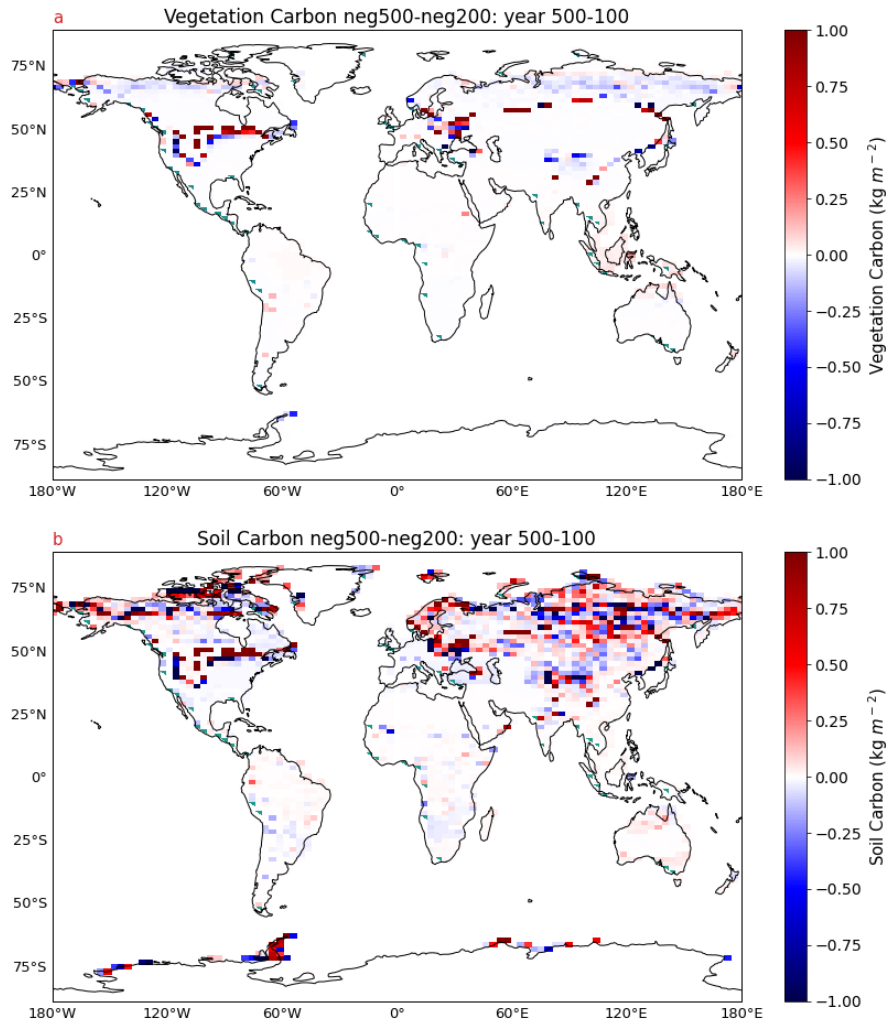 a
Vegetation Carbon neg500-neg200: year 500-100
75°N
50°N
25°N
0°
25°S
50°S
75°S
180°W
120°W
60°W
0°
60°E
120°E
180°E
1.00
0.75
0.50
0.25
0.00
−0.25
−0.50
−0.75
−1.00
Vegetation Carbon (kg m⁻²)
b
Soil Carbon neg500-neg200: year 500-100
75°N
50°N
25°N
0°
25°S
50°S
75°S
180°W
120°W
60°W
0°
60°E
120°E
180°E
1.00
0.75
0.50
0.25
0.00
−0.25
−0.50
−0.75
−1.00
Soil Carbon (kg m⁻²)